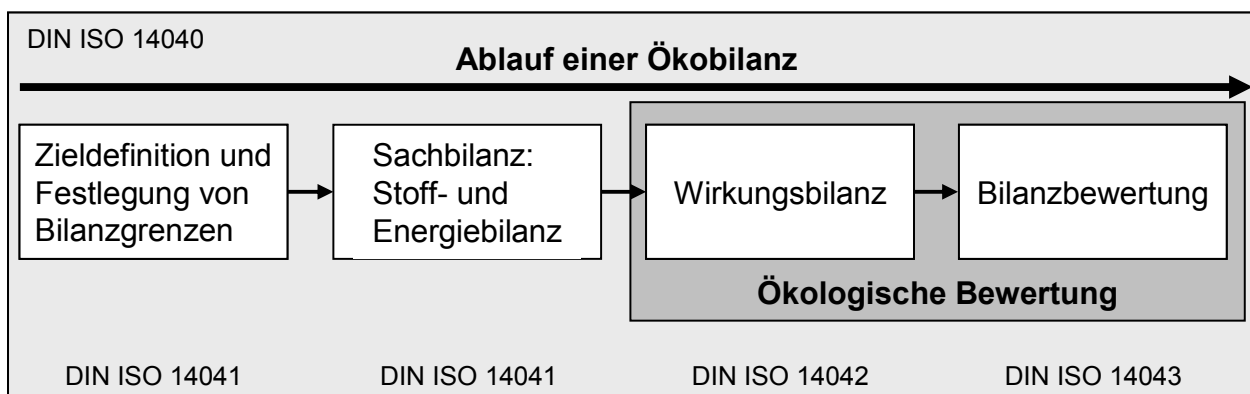 DIN ISO 14040
Ablauf einer Ökobilanz
Zieldefinition und
Festlegung von
Bilanzgrenzen
Sachbilanz:
Stoff- und
Energiebilanz
Wirkungsbilanz
Bilanzbewertung
Ökologische Bewertung
DIN ISO 14041
DIN ISO 14041
DIN ISO 14042
DIN ISO 14043